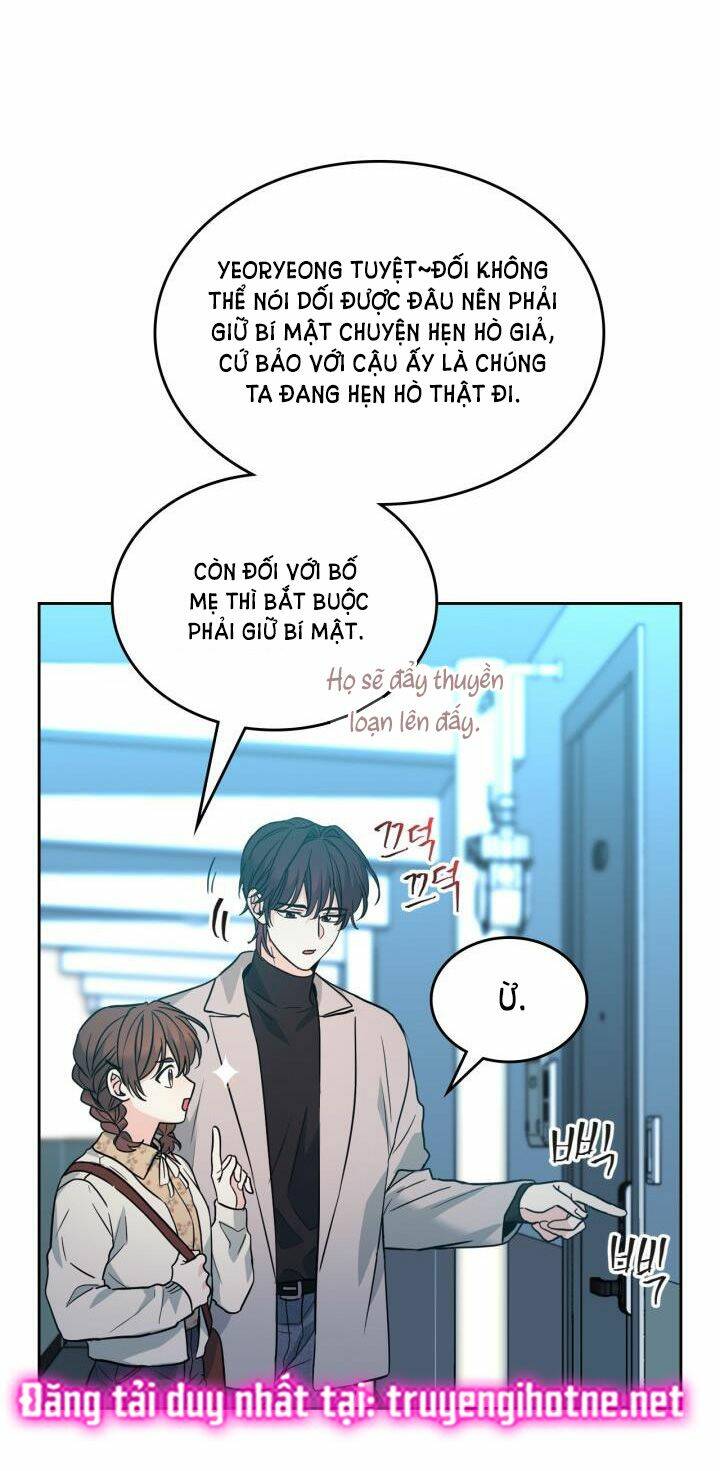 YEORYEONG TUYỆT~ĐỐI KHÔNG
THỂ NÓI DỐI ĐƯỢC ĐÂU NÊN PHẢI
GIỮ BÍ MẬT CHUYỆN HẸN HÒ GIẢ,
CỨ BẢO VỚI CẬU ẤY LÀ CHÚNG
TA ĐANG HẸN HÒ THẬT ĐI.
CÒN ĐỐI VỚI BỐ
MẸ THÌ BẮT BUỘC
PHẢI GIỮ BÍ MẬT.
Họ sẽ đẩy thuyền
loạn lên đấy.
끄덕
끄덕
Ừ.
삐빅
삐빅
Đăng tải duy nhất tại: truyengihotne.net